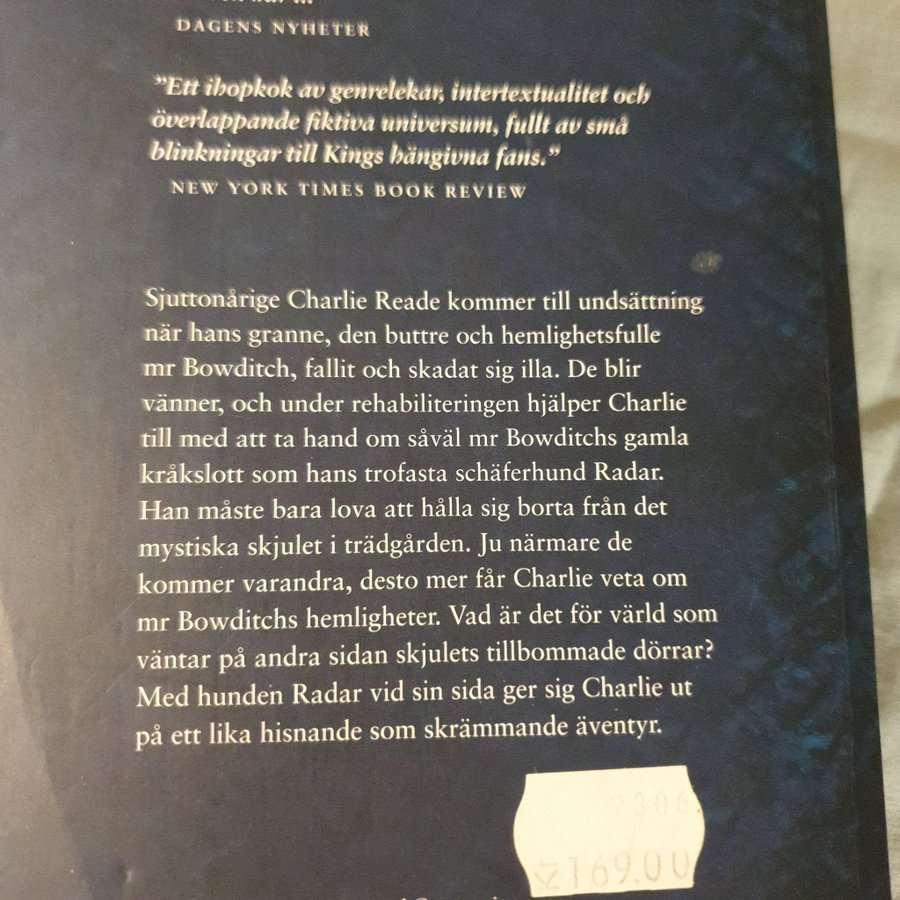 DAGENS NYHETER
”Ett ihopkok av genrelekar, intertextualitet och
överlappande fiktiva universum, fullt av små
blinkningar till Kings hängivna fans.”
NEW YORK TIMES BOOK REVIEW
Sjuttonårige Charlie Reade kommer till undsättning
när hans granne, den buttre och hemlighetsfulle
mr Bowditch, fallit och skadat sig illa. De blir
vänner, och under rehabiliteringen hjälper Charlie
till med att ta hand om såväl mr Bowditchs gamla
kråkslott som hans trofasta schäferhund Radar.
Han måste bara lova att hålla sig borta från det
mystiska skjulet i trädgården. Ju närmare de
kommer varandra, desto mer får Charlie veta om
mr Bowditchs hemligheter. Vad är det för värld som
väntar på andra sidan skjulets tillbommade dörrar?
Med hunden Radar vid sin sida ger sig Charlie ut
på ett lika hisnande som skrämmande äventyr.
2306
kr 169.00